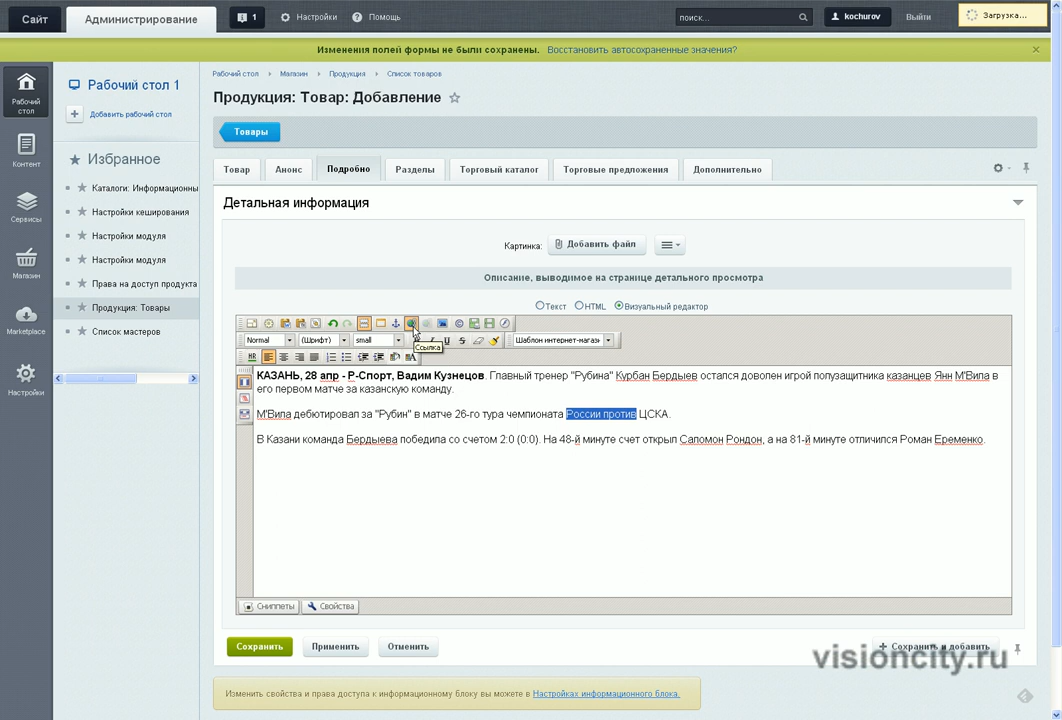 Сайт
Администрирование
1
Настройки
Помощь
поиск...
kochurov
Выйти
Загрузка...
Изменения полей формы не были сохранены. Восстановить автосохраненные значения?
Рабочий стол
Контент
Сервисы
Магазин
Marketplace
Настройки
Рабочий стол 1
Добавить рабочий стол
Избранное
Каталоги: Информационны
Настройки кеширования
Настройки модуля
Настройки модуля
Права на доступ продукта
Продукция: Товары
Список мастеров
Рабочий стол
Магазин
Продукция
Список товаров
Продукция: Товар: Добавление
Товары
Товар
Анонс
Подробно
Разделы
Торговый каталог
Торговые предложения
Дополнительно
Детальная информация
Картинка:
Добавить файл
Описание, выводимое на странице детального просмотра
Текст
HTML
Визуальный редактор
Normal
(Шрифт)
small
Шаблон интернет-магаз
Ссылка
КАЗАНЬ, 28 апр - Р-Спорт, Вадим Кузнецов. Главный тренер "Рубина" Курбан Бердыев остался доволен игрой полузащитника казанцев Янн М'Вила в
его первом матче за казанскую команду.
М'Вила дебютировал за "Рубин" в матче 26-го тура чемпионата России против ЦСКА.
В Казани команда Бердыева победила со счетом 2:0 (0:0). На 48-й минуте счет открыл Саломон Рондон, а на 81-й минуте отличился Роман Еременко.
Сниппеты
Свойства
Сохранить
Применить
Отменить
Сохранить и добавить
visioncity.ru
Изменить свойства и права доступа к информационному блоку вы можете в Настройках информационного блока.